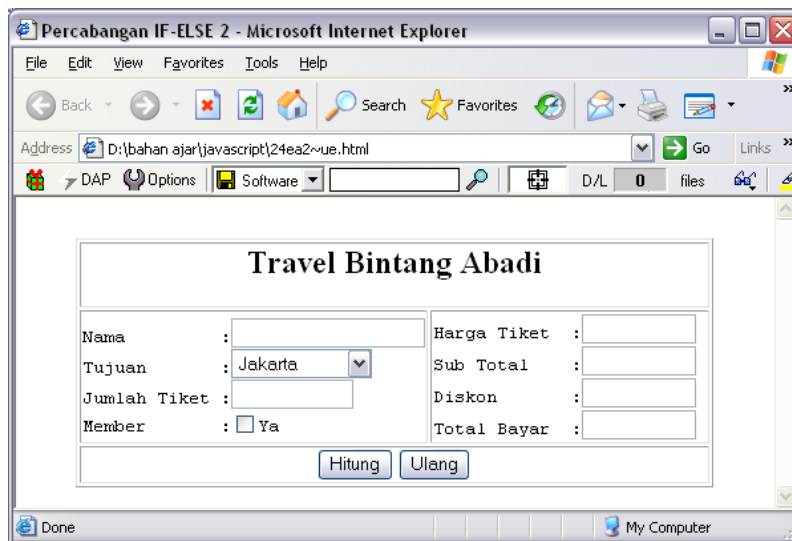 Percabangan IF-ELSE 2 - Microsoft Internet Explorer
File Edit View Favorites Tools Help
Back Search Favorites
Address D:\bahan ajar\javascript\24ea2~ue.html Go Links
DAP Options Software D/L 0 files
Travel Bintang Abadi
Nama : Harga Tiket :
Tujuan : Jakarta Sub Total :
Jumlah Tiket : Diskon :
Member : Ya Total Bayar :
Hitung Ulang
Done My Computer